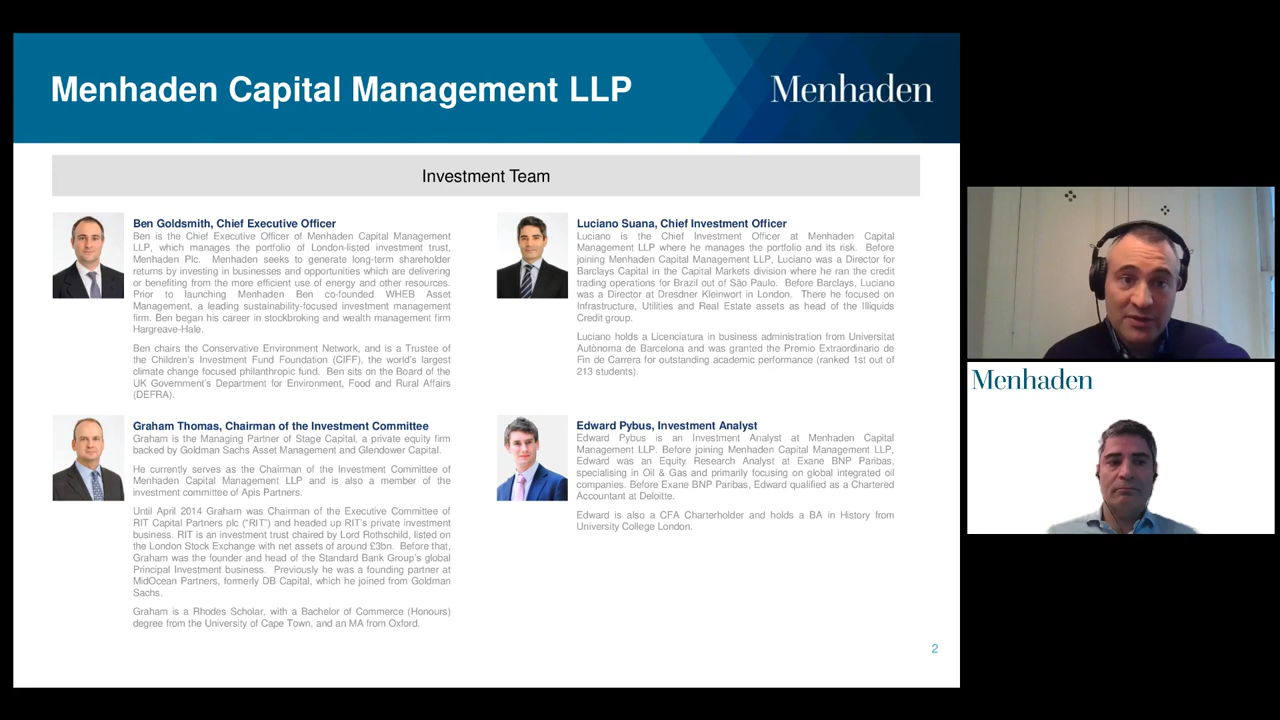 Menhaden Capital Management LLP
Menhaden
Investment Team
Ben Goldsmith, Chief Executive Officer
Ben is the Chief Executive Officer of Menhaden Capital Management
LLP, which manages the portfolio of London-listed investment trust,
Menhaden Plc. Menhaden seeks to generate long-term shareholder
returns by investing in businesses and opportunities which are delivering
or benefiting from the more efficient use of energy and other resources.
Prior to launching Menhaden Ben co-founded WHEB Asset
Management, a leading sustainability-focused investment management
firm. Ben began his career in stockbroking and wealth management firm
Hargreave-Hale.
Ben chairs the Conservative Environment Network, and is a Trustee of
the Children's Investment Fund Foundation (CIFF), the world's largest
climate change focused philanthropic fund. Ben sits on the Board of the
UK Government's Department for Environment, Food and Rural Affairs
(DEFRA).
Luciano Suana, Chief Investment Officer
Luciano is the Chief Investment Officer at Menhaden Capital
Management LLP where he manages the portfolio and its risk. Before
joining Menhaden Capital Management LLP, Luciano was a Director for
Barclays Capital in the Capital Markets division where he ran the credit
trading operations for Brazil out of São Paulo. Before Barclays, Luciano
was a Director at Dresdner Kleinwort in London. There he focused on
Infrastructure, Utilities and Real Estate assets as head of the Illiquids
Credit group.
Luciano holds a Licenciatura in business administration from Universitat
Autònoma de Barcelona and was granted the Premio Extraordinario de
Fin de Carrera for outstanding academic performance (ranked 1st out of
213 students).
Graham Thomas, Chairman of the Investment Committee
Graham is the Managing Partner of Stage Capital, a private equity firm
backed by Goldman Sachs Asset Management and Glendower Capital.
He currently serves as the Chairman of the Investment Committee of
Menhaden Capital Management LLP and is also a member of the
investment committee of Apis Partners.
Until April 2014 Graham was Chairman of the Executive Committee of
RIT Capital Partners plc ("RIT") and headed up RIT's private investment
business. RIT is an investment trust chaired by Lord Rothschild, listed on
the London Stock Exchange with net assets of around £3bn. Before that,
Graham was the founder and head of the Standard Bank Group's global
Principal Investment business. Previously he was a founding partner at
MidOcean Partners, formerly DB Capital, which he joined from Goldman
Sachs.
Graham is a Rhodes Scholar, with a Bachelor of Commerce (Honours)
degree from the University of Cape Town, and an MA from Oxford.
Edward Pybus, Investment Analyst
Edward Pybus is an Investment Analyst at Menhaden Capital
Management LLP. Before joining Menhaden Capital Management LLP,
Edward was an Equity Research Analyst at Exane BNP Paribas,
specialising in Oil & Gas and primarily focusing on global integrated oil
companies. Before Exane BNP Paribas, Edward qualified as a Chartered
Accountant at Deloitte.
Edward is also a CFA Charterholder and holds a BA in History from
University College London.
2
Menhaden